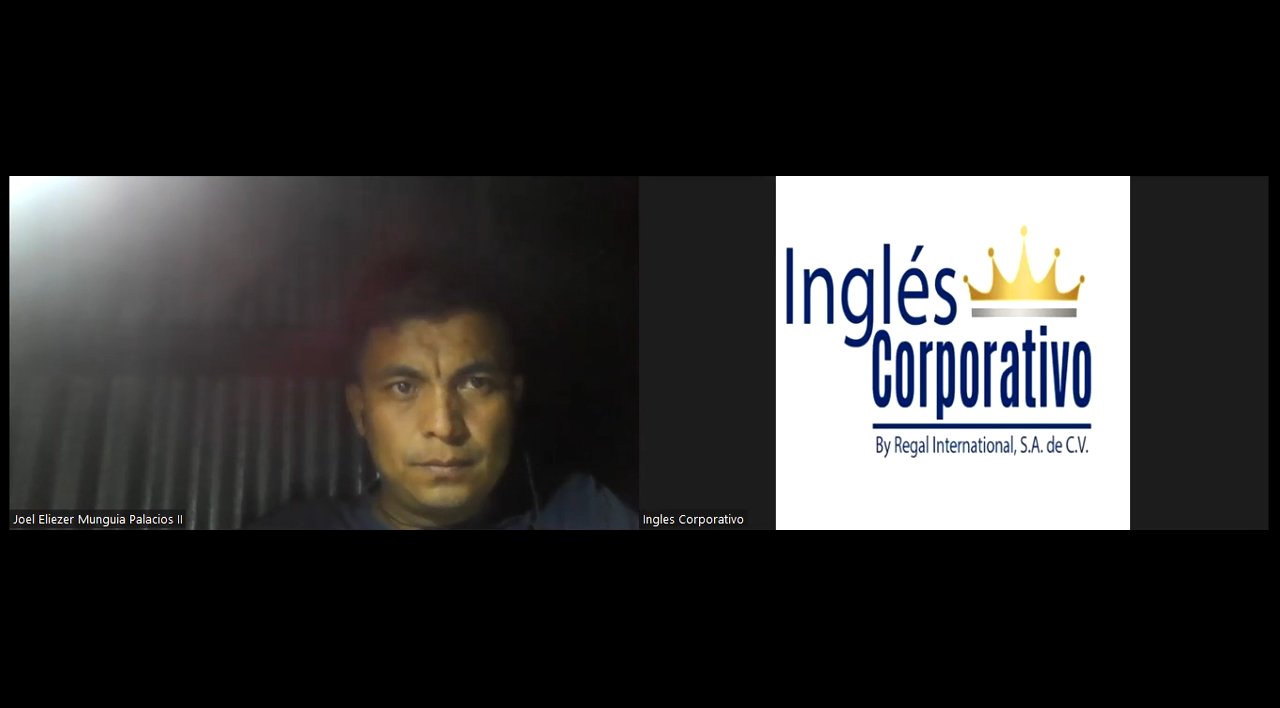 Inglés
Corporativo
By Regal International, S.A. de C.V.
Joel Eliezer Munguia Palacios II
Ingles Corporativo